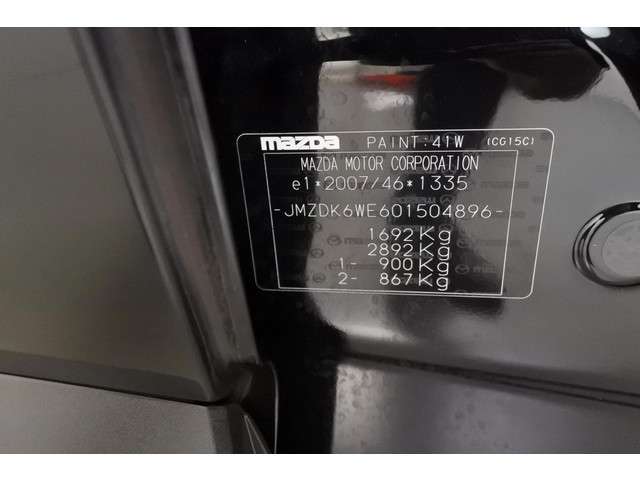 mazda PAINT:41W (CG15C)
MAZDA MOTOR CORPORATION
e1*2007/46*1335
-JMZDK6WE601504896-
1692Kg
2892Kg
1- 900Kg
2- 867Kg